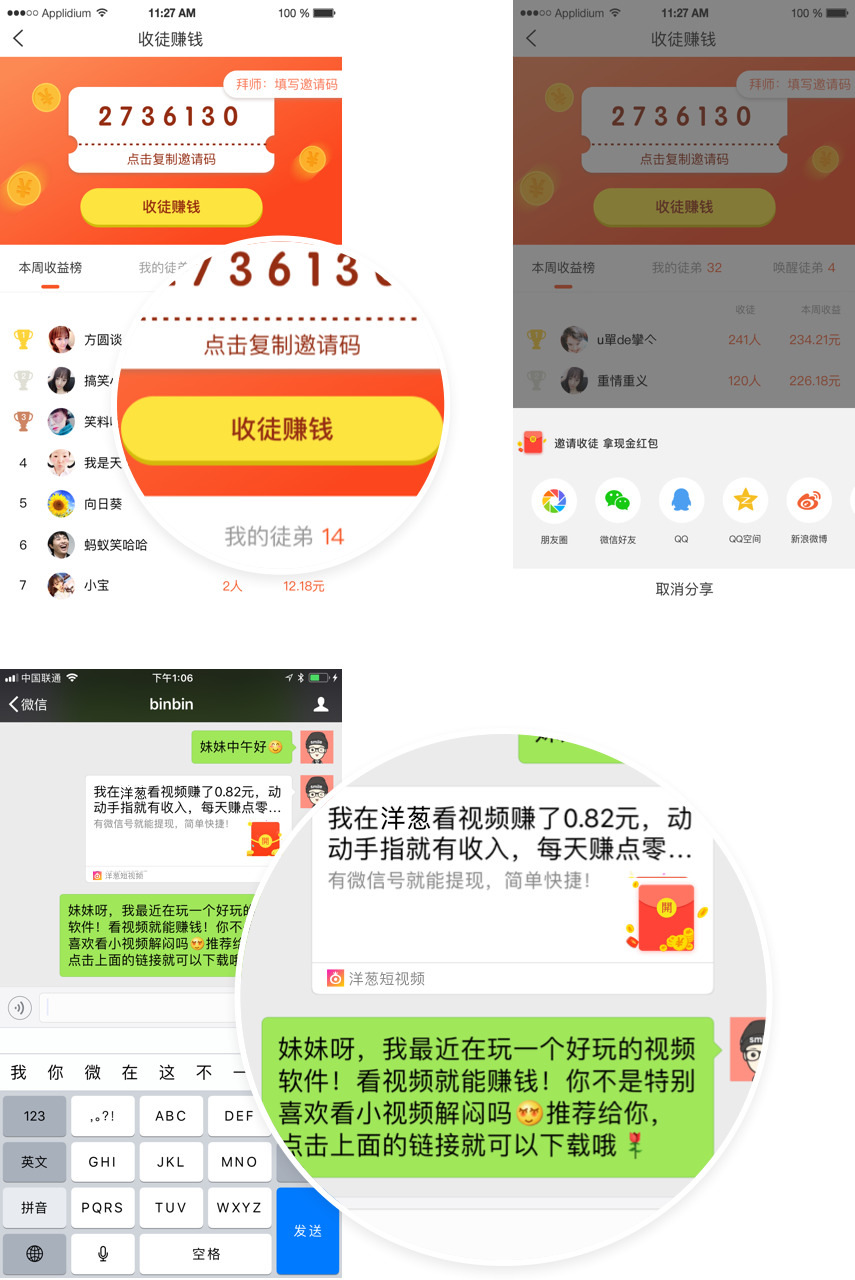 ●●●○○ Applidium 11:27 AM 100 %
收徒赚钱
拜师：填写邀请码
2736130
点击复制邀请码
收徒赚钱
本周收益榜
1
方圆谈
2
搞笑
3
笑料
4 我是天
5 向日葵
6 蚂蚁笑哈哈
7 小宝 2人 12.18元
3613
点击复制邀请码
收徒赚钱
我的徒弟 14
●●●○○ Applidium 11:27 AM 100 %
收徒赚钱
拜师：填写邀请码
2736130
点击复制邀请码
收徒赚钱
本周收益榜 我的徒弟 32 唤醒徒弟 4
收徒 本周收益
1 u單de孿个 241人 234.21元
2 重情重义 120人 226.18元
邀请收徒 拿现金红包
朋友圈 微信好友 QQ QQ空间 新浪微博
取消分享
中国联通 下午1:06
微信 binbin
妹妹中午好😊
我在洋葱看视频赚了0.82元，动
动手指就有收入，每天赚点零...
有微信号就能提现，简单快捷！
開
洋葱短视频
妹妹呀，我最近在玩一个好玩的
软件！看视频就能赚钱！你不
喜欢看小视频解闷吗😍推荐给
点击上面的链接就可以下载哦
我 你 微 在 这 不 一
123 ,。?! ABC DEF
英文 GHI JKL MNO
拼音 PQRS TUV WXYZ
发送
空格
我在洋葱看视频赚了0.82元，动
动手指就有收入，每天赚点零...
有微信号就能提现，简单快捷！
開
洋葱短视频
妹妹呀，我最近在玩一个好玩的视频
软件！看视频就能赚钱！你不是特别
喜欢看小视频解闷吗😍推荐给你，
点击上面的链接就可以下载哦🌹